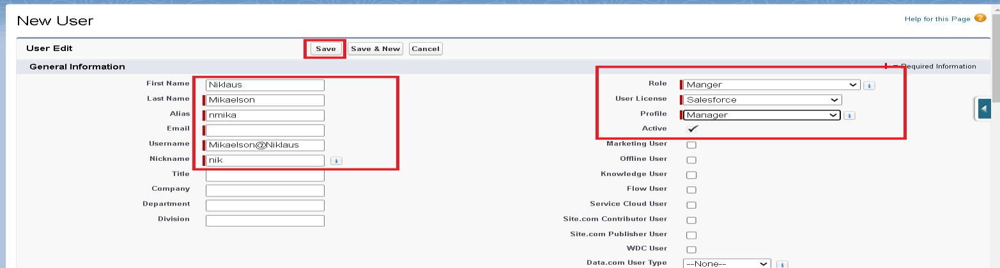 New User
Help for this Page ?
User Edit Save Save & New Cancel
General Information = Required Information
First Name Niklaus
Last Name Mikaelson
Alias nmika
Email
Username Mikaelson@Niklaus
Nickname nik i
Title
Company
Department
Division
Role Manger i
User License Salesforce
Profile Manager i
Active
Marketing User
Offline User
Knowledge User
Flow User
Service Cloud User
Site.com Contributor User
Site.com Publisher User
WDC User
Data.com User Type --None-- i